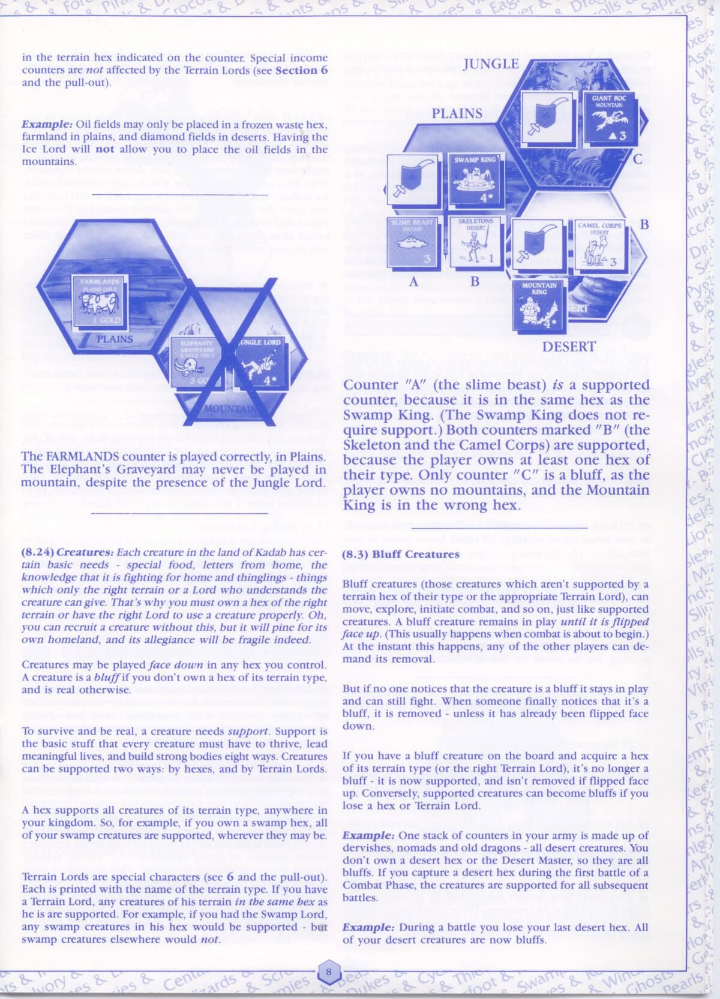 in the terrain hex indicated on the counter. Special income
counters are not affected by the Terrain Lords (see Section 6
and the pull-out).
Example: Oil fields may only be placed in a frozen waste hex,
farmland in plains, and diamond fields in deserts. Having the
Ice Lord will not allow you to place the oil fields in the
mountains.
FARMLANDS
PLAINS ONLY
1 GOLD
PLAINS
ELEPHANTS'
GRAVEYARD
JUNGLE ONLY
3 GO
UNGLE LORD
4*
MOUNTAIN
The FARMLANDS counter is played correctly, in Plains.
The Elephant's Graveyard may never be played in
mountain, despite the presence of the Jungle Lord.
(8.24) Creatures: Each creature in the land of Kadab has cer-
tain basic needs - special food, letters from home, the
knowledge that it is fighting for home and thinglings - things
which only the right terrain or a Lord who understands the
creature can give. That's why you must own a hex of the right
terrain or have the right Lord to use a creature properly. Oh,
you can recruit a creature without this, but it will pine for its
own homeland, and its allegiance will be fragile indeed.
Creatures may be played face down in any hex you control.
A creature is a bluff if you don't own a hex of its terrain type,
and is real otherwise.
To survive and be real, a creature needs support. Support is
the basic stuff that every creature must have to thrive, lead
meaningful lives, and build strong bodies eight ways. Creatures
can be supported two ways: by hexes, and by Terrain Lords.
A hex supports all creatures of its terrain type, anywhere in
your kingdom. So, for example, if you own a swamp hex, all
of your swamp creatures are supported, wherever they may be.
Terrain Lords are special characters (see 6 and the pull-out).
Each is printed with the name of the terrain type. If you have
a Terrain Lord, any creatures of his terrain in the same hex as
he is are supported. For example, if you had the Swamp Lord,
any swamp creatures in his hex would be supported - but
swamp creatures elsewhere would not.
JUNGLE
GIANT ROC
MOUNTAIN
3
C
PLAINS
SWAMP KING
4*
SLIME BEAST
SWAMP
3
SKELETONS
DESERT
1
A
B
CAMEL CORPS
DESERT
3
B
MOUNTAIN
KING
4*
ERT
DESERT
Counter "A" (the slime beast) is a supported
counter, because it is in the same hex as the
Swamp King. (The Swamp King does not re-
quire support.) Both counters marked "B" (the
Skeleton and the Camel Corps) are supported,
because the player owns at least one hex of
their type. Only counter "C" is a bluff, as the
player owns no mountains, and the Mountain
King is in the wrong hex.
(8.3) Bluff Creatures
Bluff creatures (those creatures which aren't supported by a
terrain hex of their type or the appropriate Terrain Lord), can
move, explore, initiate combat, and so on, just like supported
creatures. A bluff creature remains in play until it is flipped
face up. (This usually happens when combat is about to begin.)
At the instant this happens, any of the other players can de-
mand its removal.
But if no one notices that the creature is a bluff it stays in play
and can still fight. When someone finally notices that it's a
bluff, it is removed - unless it has already been flipped face
down.
If you have a bluff creature on the board and acquire a hex
of its terrain type (or the right Terrain Lord), it's no longer a
bluff - it is now supported, and isn't removed if flipped face
up. Conversely, supported creatures can become bluffs if you
lose a hex or Terrain Lord.
Example: One stack of counters in your army is made up of
dervishes, nomads and old dragons - all desert creatures. You
don't own a desert hex or the Desert Master, so they are all
bluffs. If you capture a desert hex during the first battle of a
Combat Phase, the creatures are supported for all subsequent
battles.
Example: During a battle you lose your last desert hex. All
of your desert creatures are now bluffs.
8